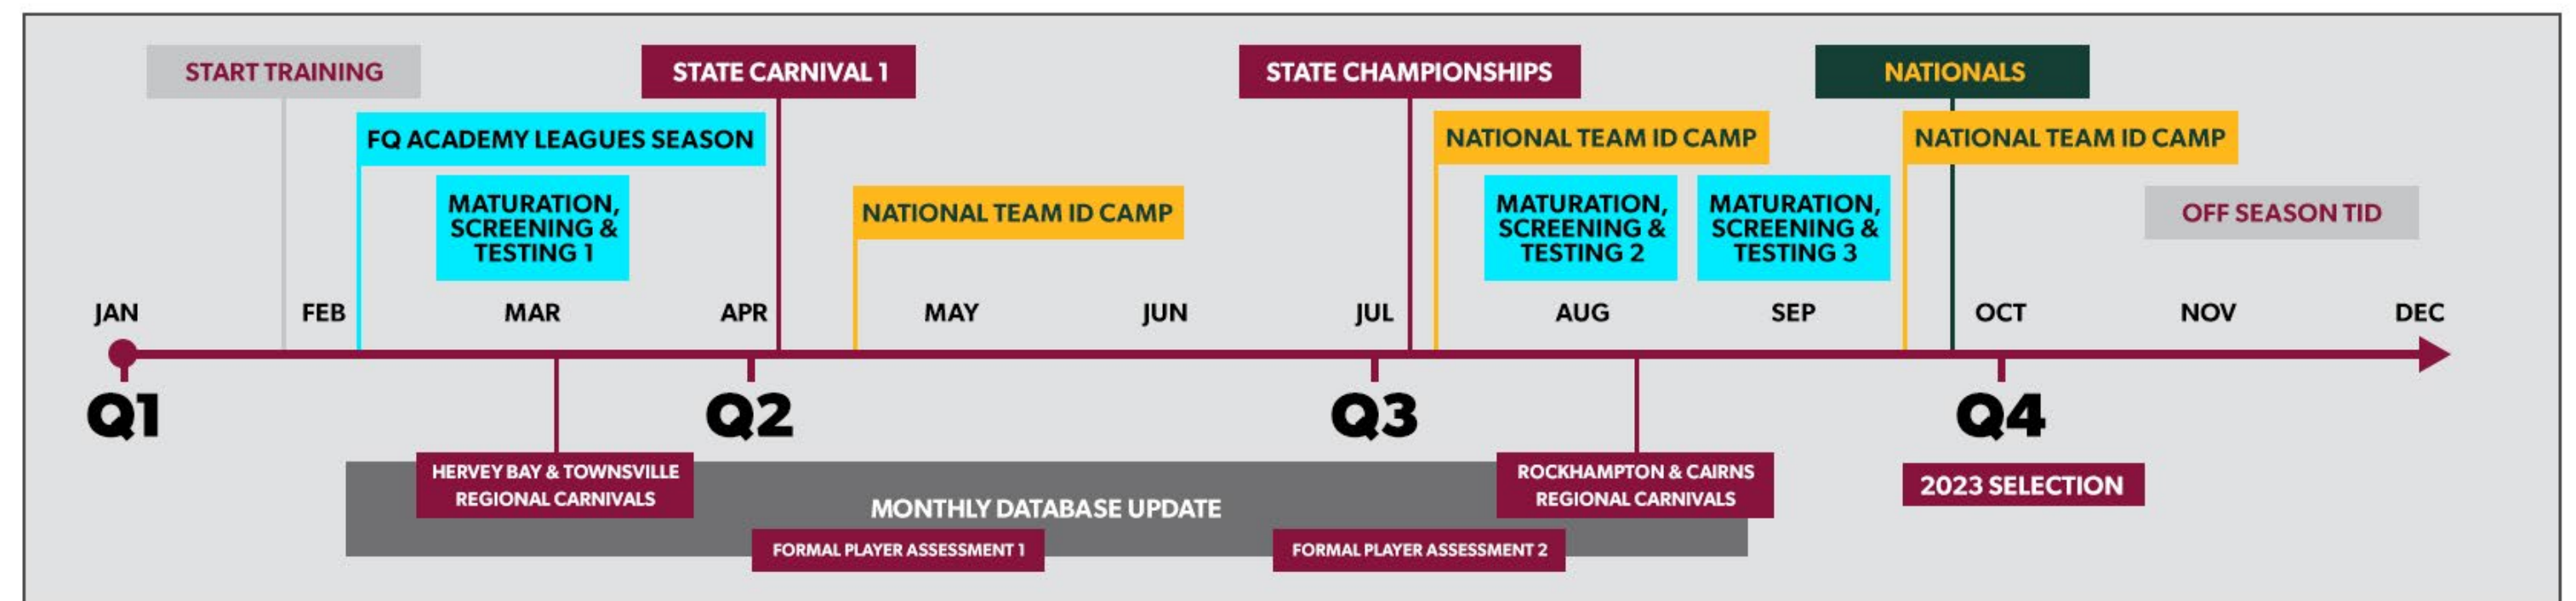 START TRAINING
STATE CARNIVAL 1
STATE CHAMPIONSHIPS
NATIONALS
FQ ACADEMY LEAGUES SEASON
NATIONAL TEAM ID CAMP
NATIONAL TEAM ID CAMP
MATURATION,
SCREENING &
TESTING 1
NATIONAL TEAM ID CAMP
MATURATION,
SCREENING &
TESTING 2
MATURATION,
SCREENING &
TESTING 3
OFF SEASON TID
JAN
FEB
MAR
APR
MAY
JUN
JUL
AUG
SEP
OCT
NOV
DEC
Q1
Q2
Q3
Q4
HERVEY BAY & TOWNSVILLE
REGIONAL CARNIVALS
MONTHLY DATABASE UPDATE
ROCKHAMPTON & CAIRNS
REGIONAL CARNIVALS
2023 SELECTION
FORMAL PLAYER ASSESSMENT 1
FORMAL PLAYER ASSESSMENT 2